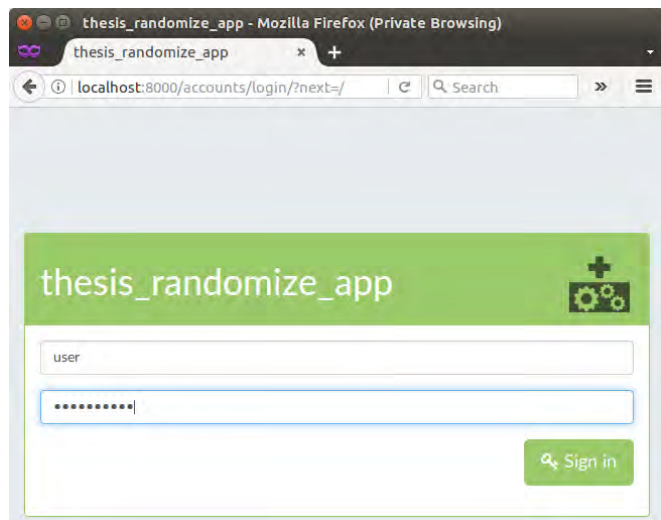 thesis_randomize_app - Mozilla Firefox (Private Browsing)
thesis_randomize_app
localhost:8000/accounts/login/?next=/
Search
thesis_randomize_app
user
••••••••••
Sign in